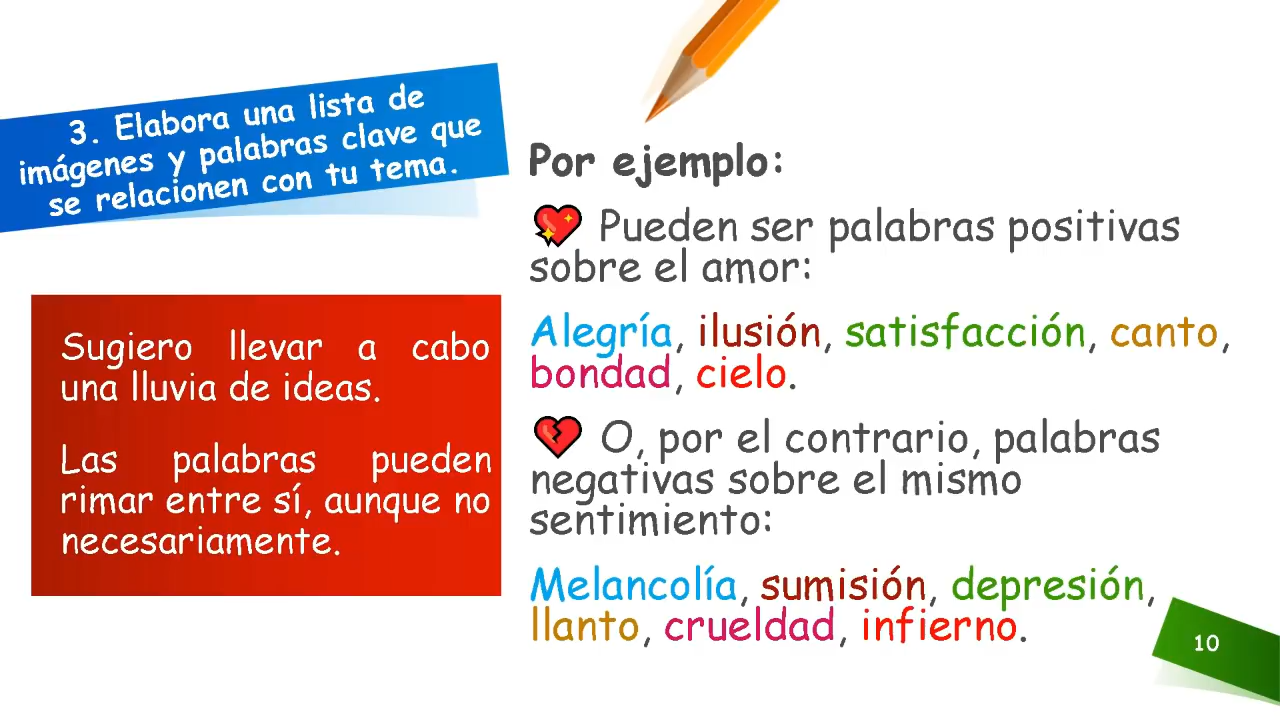 3. Elabora una lista de
imágenes y palabras clave que
se relacionen con tu tema.
Sugiero llevar a cabo
una lluvia de ideas.
Las palabras pueden
rimar entre sí, aunque no
necesariamente.
Por ejemplo:
Pueden ser palabras positivas
sobre el amor:
Alegría, ilusión, satisfacción, canto,
bondad, cielo.
O, por el contrario, palabras
negativas sobre el mismo
sentimiento:
Melancolía, sumisión, depresión,
llanto, crueldad, infierno.
10